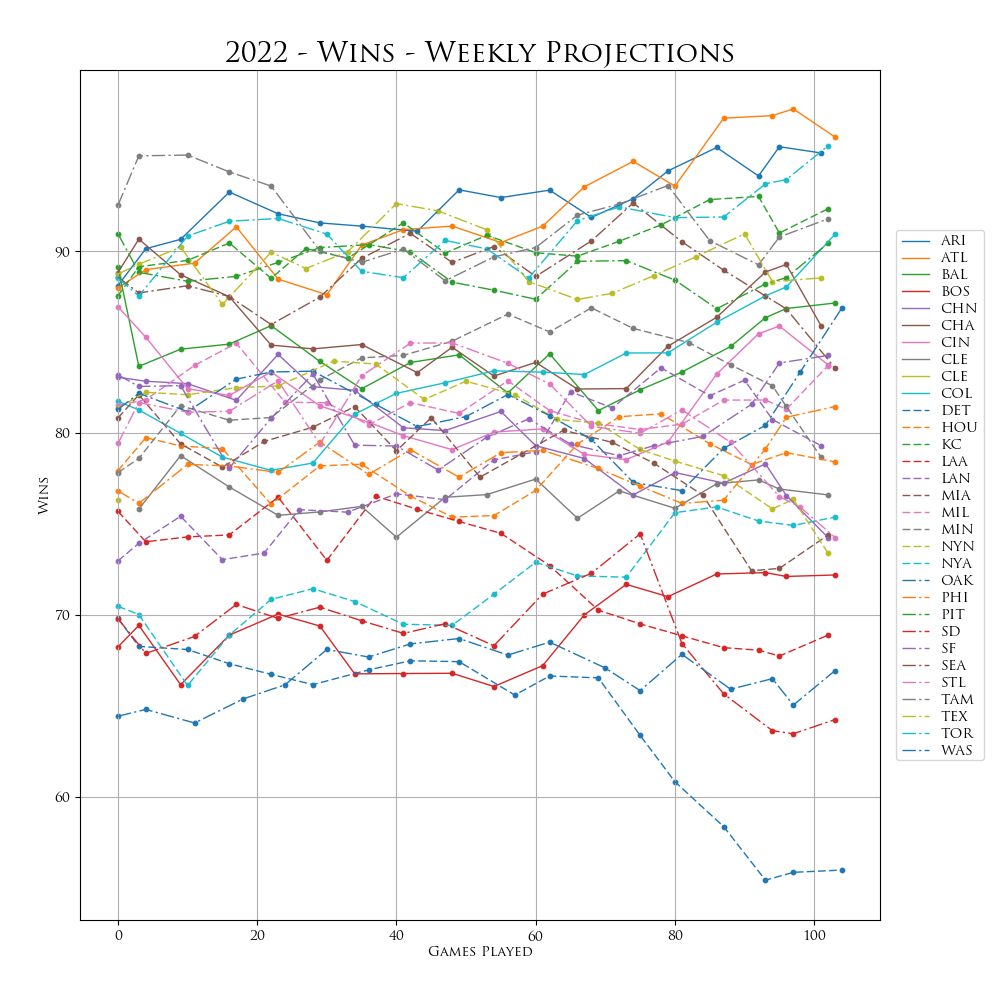 2022 - Wins - Weekly Projections
Wins
90
80
70
60
0 20 40 60 80 100
Games Played
ARI
ATL
BAL
BOS
CHN
CHA
CIN
CLE
CLE
COL
DET
HOU
KC
LAA
LAN
MIA
MIL
MIN
NYN
NYA
OAK
PHI
PIT
SD
SF
SEA
STL
TAM
TEX
TOR
WAS